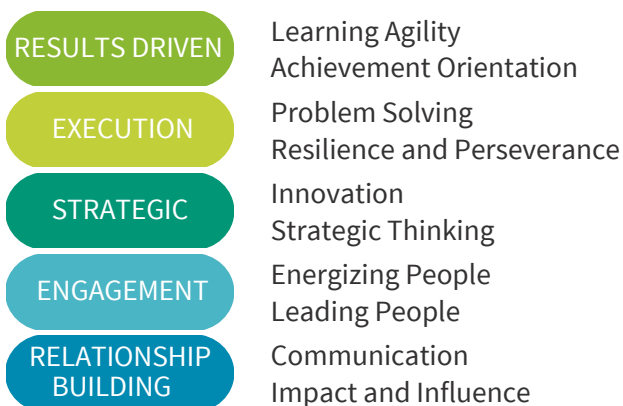 RESULTS DRIVEN
Learning Agility
Achievement Orientation
EXECUTION
Problem Solving
Resilience and Perseverance
STRATEGIC
Innovation
Strategic Thinking
ENGAGEMENT
Energizing People
Leading People
RELATIONSHIP
BUILDING
Communication
Impact and Influence